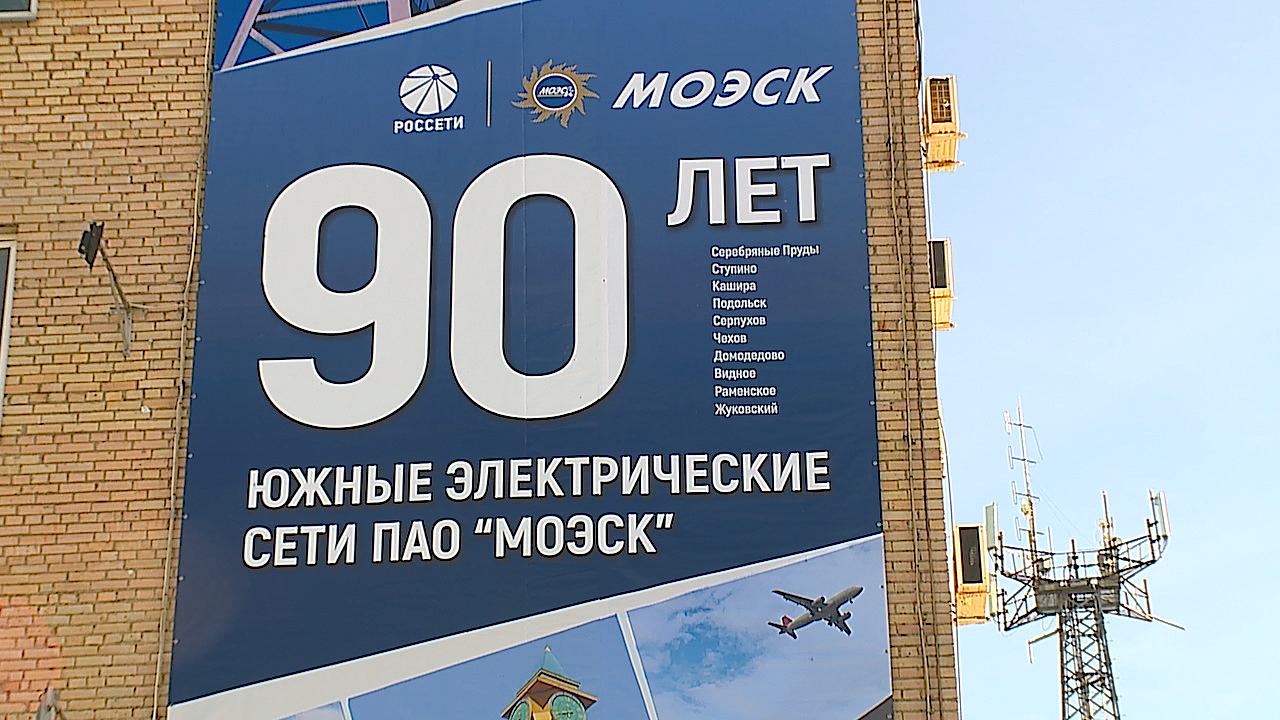 РОССЕТИ
МОЭСК
МОЭСК
90 ЛЕТ
Серебряные Пруды
Ступино
Кашира
Подольск
Серпухов
Чехов
Домодедово
Видное
Раменское
Жуковский
ЮЖНЫЕ ЭЛЕКТРИЧЕСКИЕ
СЕТИ ПАО “МОЭСК”